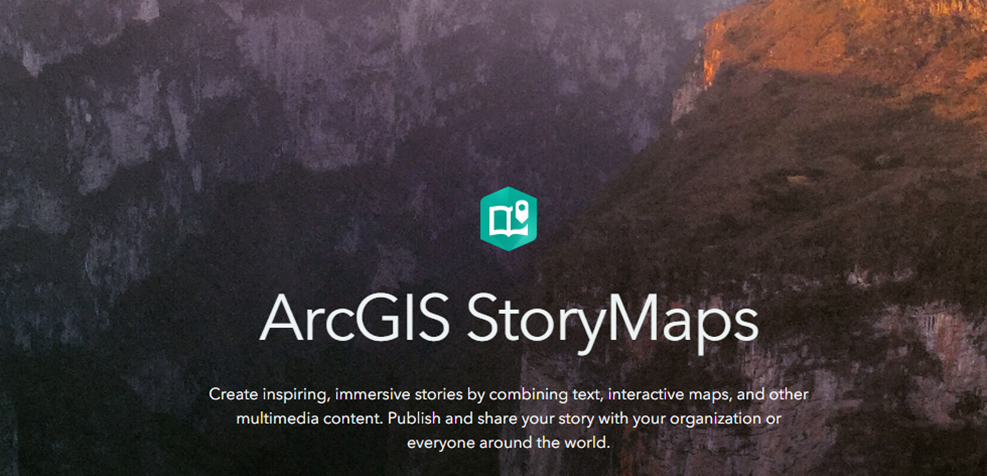 ArcGIS StoryMaps
Create inspiring, immersive stories by combining text, interactive maps, and other
multimedia content. Publish and share your story with your organization or
everyone around the world.